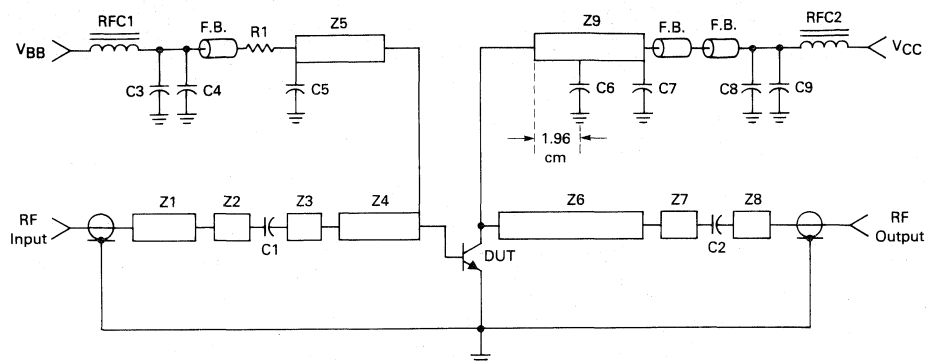 RFC1 F.B. R1 Z5 Z9 F.B. F.B. RFC2
VBB VCC
C3 C4 C5 C6 C7 C8 C9
1.96
cm
RF
Input
Z1 Z2 Z3 Z4 Z6 Z7 Z8
RF
Output
C1 C2
DUT